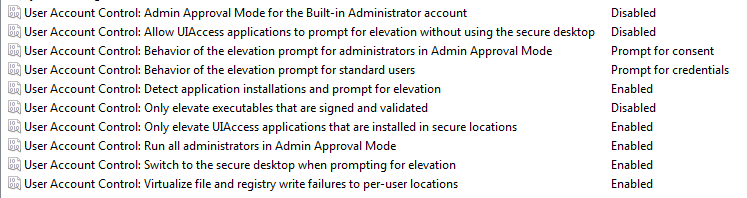 User Account Control: Admin Approval Mode for the Built-in Administrator account Disabled
User Account Control: Allow UIAccess applications to prompt for elevation without using the secure desktop Disabled
User Account Control: Behavior of the elevation prompt for administrators in Admin Approval Mode Prompt for consent
User Account Control: Behavior of the elevation prompt for standard users Prompt for credentials
User Account Control: Detect application installations and prompt for elevation Enabled
User Account Control: Only elevate executables that are signed and validated Disabled
User Account Control: Only elevate UIAccess applications that are installed in secure locations Enabled
User Account Control: Run all administrators in Admin Approval Mode Enabled
User Account Control: Switch to the secure desktop when prompting for elevation Enabled
User Account Control: Virtualize file and registry write failures to per-user locations Enabled